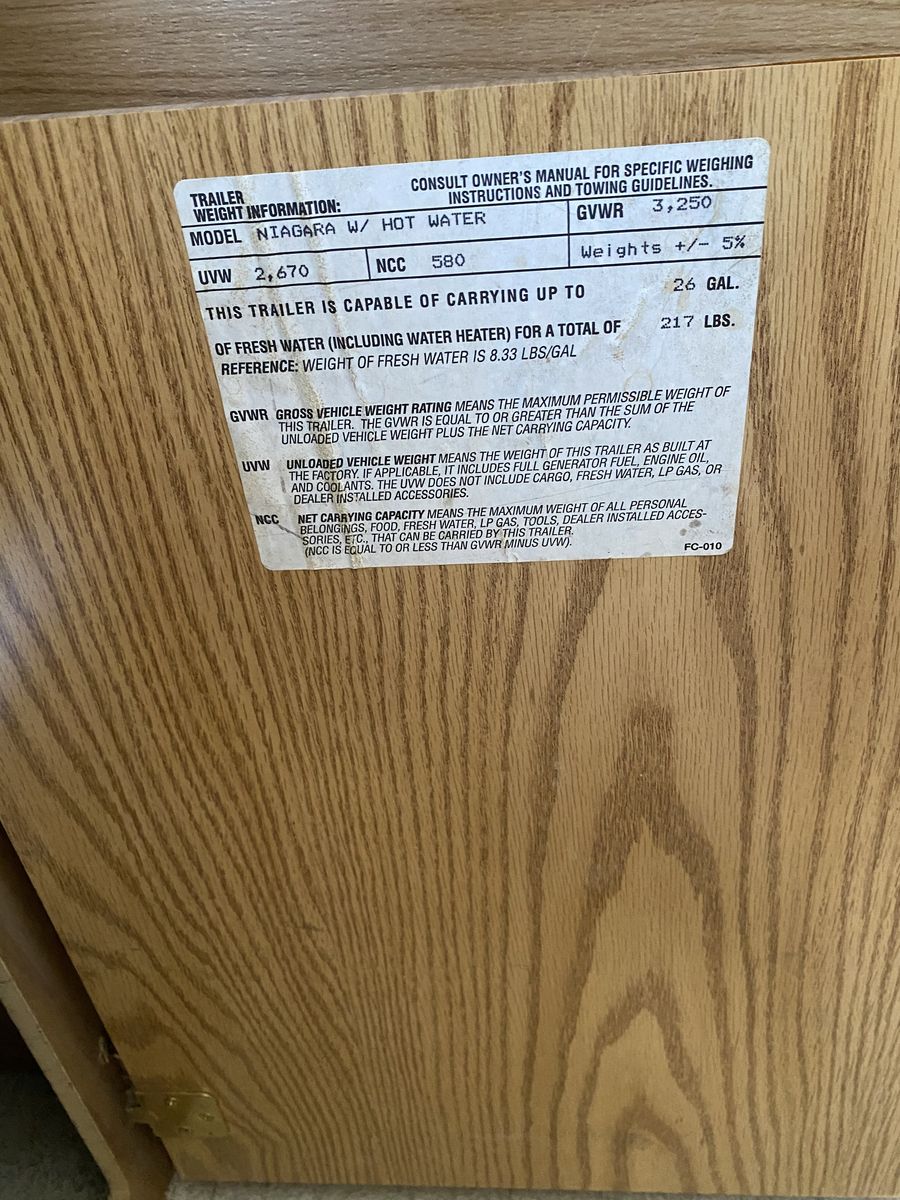 TRAILER
WEIGHT INFORMATION:
CONSULT OWNER'S MANUAL FOR SPECIFIC WEIGHING
INSTRUCTIONS AND TOWING GUIDELINES.
MODEL NIAGARA W/ HOT WATER
GVWR 3,250
UVW 2,670
NCC 580
Weights +/- 5%
THIS TRAILER IS CAPABLE OF CARRYING UP TO 26 GAL.
OF FRESH WATER (INCLUDING WATER HEATER) FOR A TOTAL OF 217 LBS.
REFERENCE: WEIGHT OF FRESH WATER IS 8.33 LBS/GAL
GVWR GROSS VEHICLE WEIGHT RATING MEANS THE MAXIMUM PERMISSIBLE WEIGHT OF
THIS TRAILER. THE GVWR IS EQUAL TO OR GREATER THAN THE SUM OF THE
UNLOADED VEHICLE WEIGHT PLUS THE NET CARRYING CAPACITY.
UVW UNLOADED VEHICLE WEIGHT MEANS THE WEIGHT OF THIS TRAILER AS BUILT AT
THE FACTORY. IF APPLICABLE, IT INCLUDES FULL GENERATOR FUEL, ENGINE OIL,
AND COOLANTS. THE UVW DOES NOT INCLUDE CARGO, FRESH WATER, LP GAS, OR
DEALER INSTALLED ACCESSORIES.
NCC NET CARRYING CAPACITY MEANS THE MAXIMUM WEIGHT OF ALL PERSONAL
BELONGINGS, FOOD, FRESH WATER, LP GAS, TOOLS, DEALER INSTALLED ACCES-
SORIES, ETC., THAT CAN BE CARRIED BY THIS TRAILER.
(NCC IS EQUAL TO OR LESS THAN GVWR MINUS UVW).
FC-010